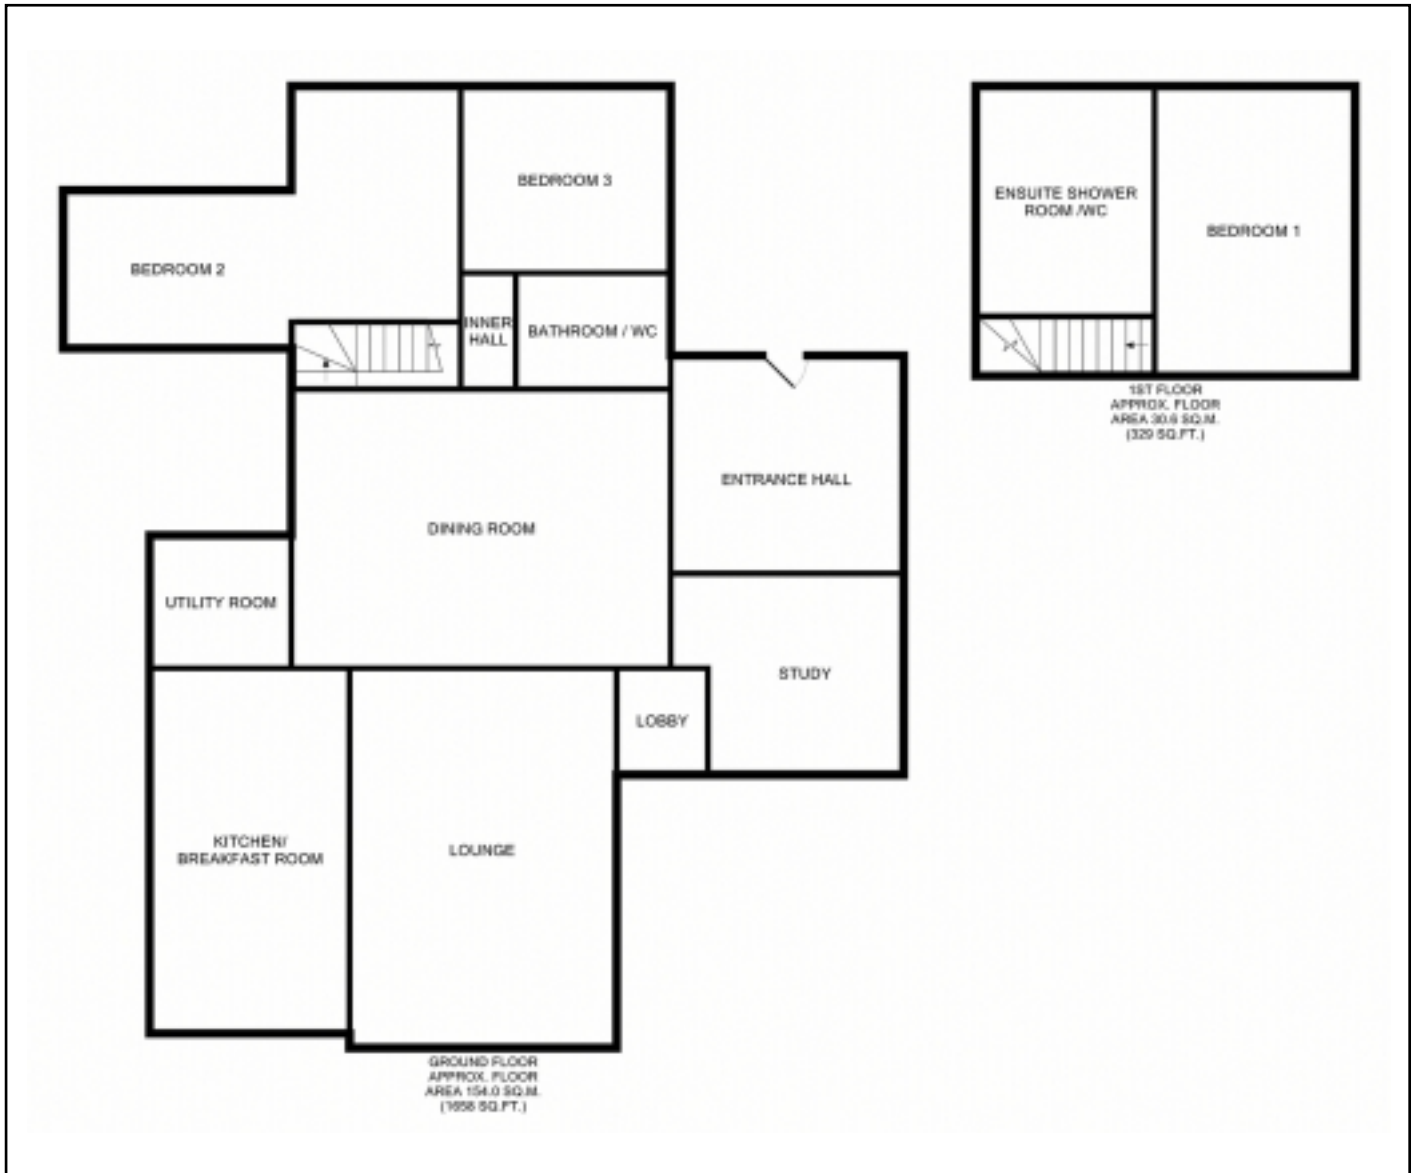 BEDROOM 3
BEDROOM 2
INNER
HALL
BATHROOM / WC
ENTRANCE HALL
DINING ROOM
UTILITY ROOM
STUDY
LOBBY
KITCHEN/
BREAKFAST ROOM
LOUNGE
GROUND FLOOR
APPROX. FLOOR
AREA 154.0 SQ.M.
(1658 SQ.FT.)
ENSUITE SHOWER
ROOM /WC
BEDROOM 1
1ST FLOOR
APPROX. FLOOR
AREA 30.6 SQ.M.
(329 SQ.FT.)